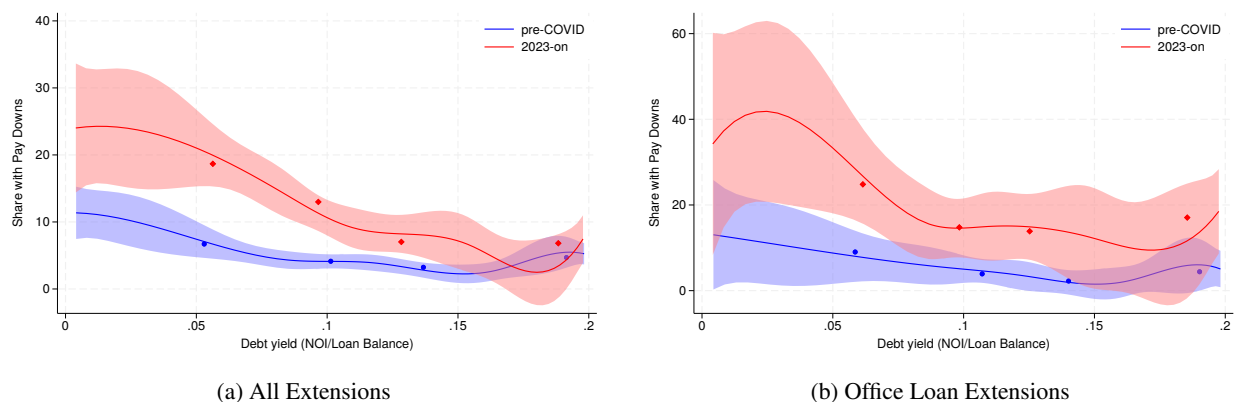 40
30
20
10
0
Share with Pay Downs
pre-COVID
2023-on
0
.05
.1
.15
.2
Debt yield (NOI/Loan Balance)
(a) All Extensions
60
40
20
0
Share with Pay Downs
pre-COVID
2023-on
0
.05
.1
.15
.2
Debt yield (NOI/Loan Balance)
(b) Office Loan Extensions